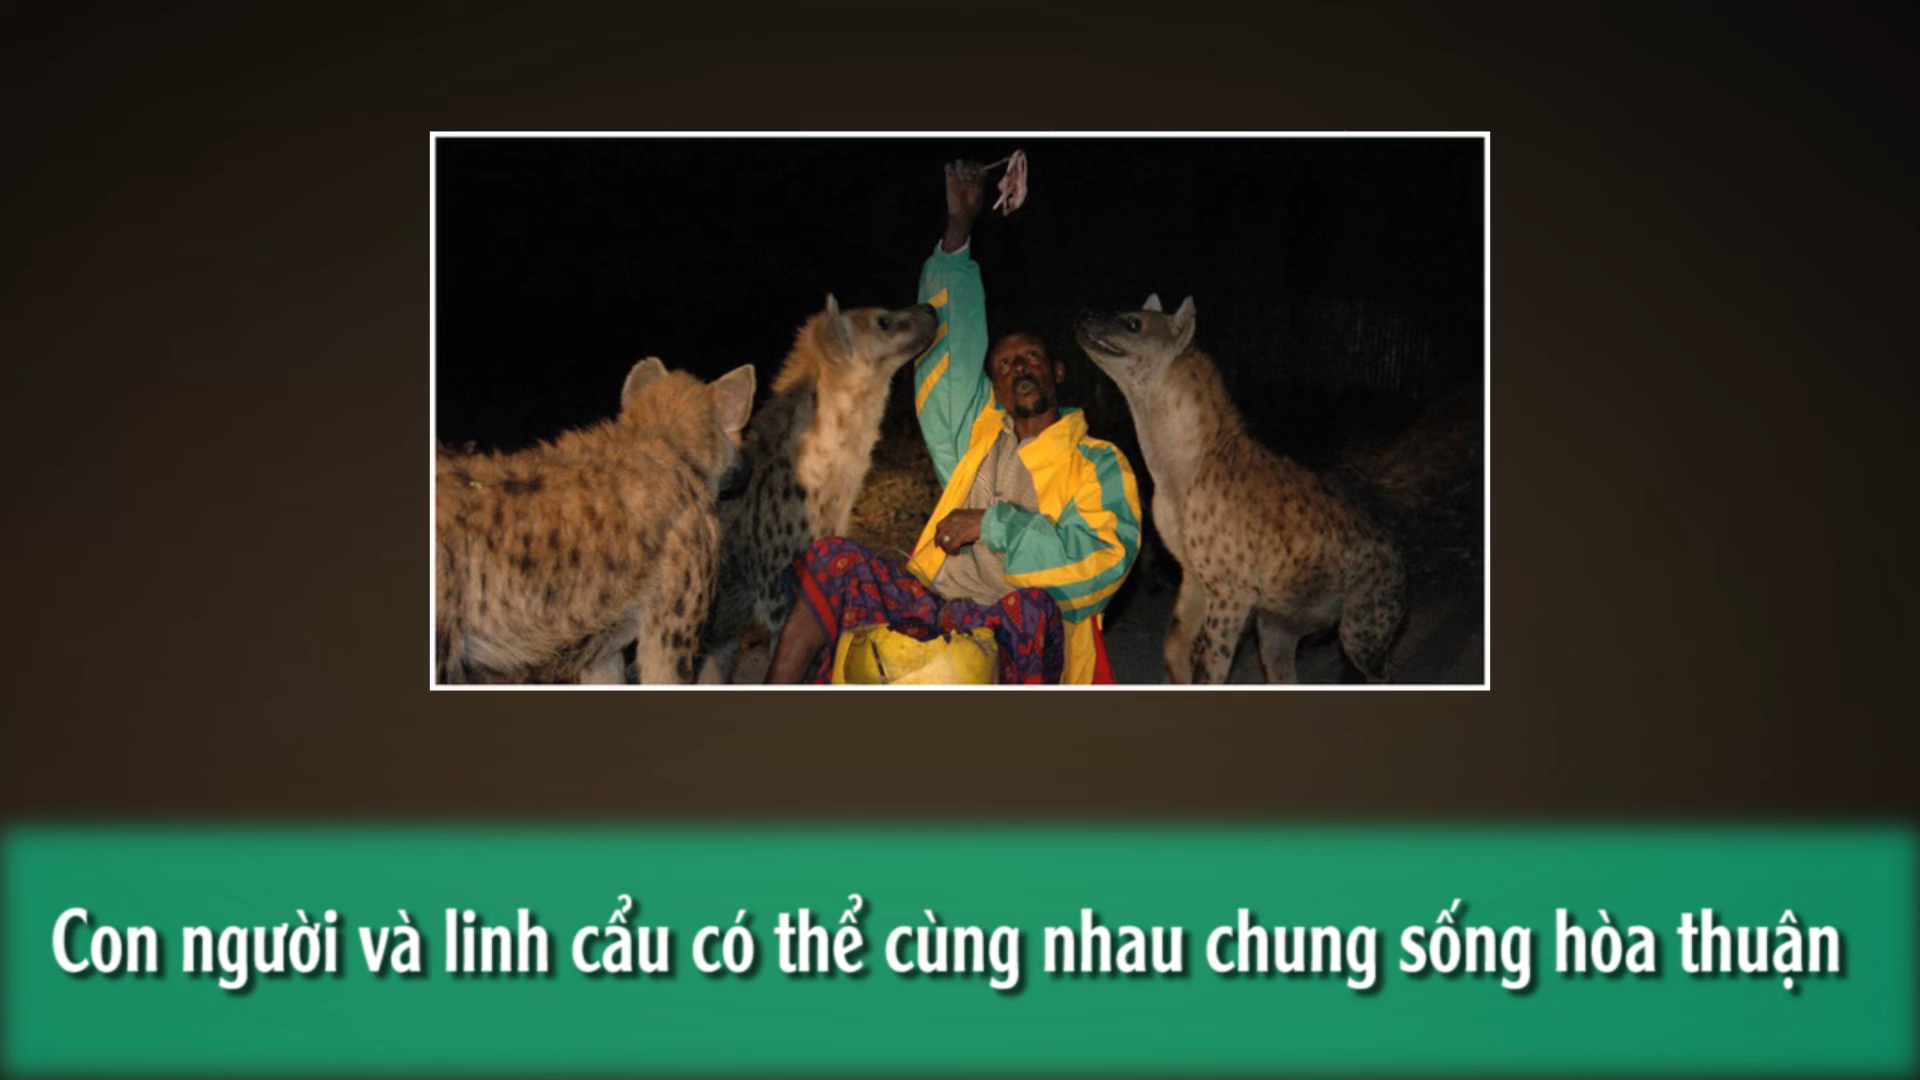 Con người và linh cẩu có thể cùng nhau chung sống hòa thuận